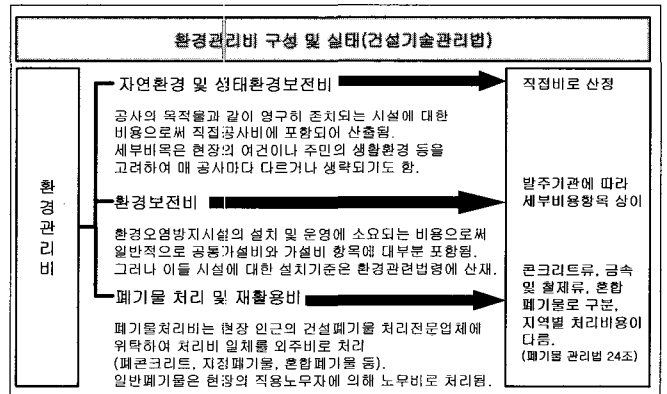 환경관리비 구성 및 실태(건설기술관리법)
환경관리비
자연환경 및 생태환경보전비
공사의 목적물과 같이 영구히 존치되는 시설에 대한
비용으로써 직접공사비에 포함되어 산출됨.
세부비목은 현장의 여건이나 주민의 생활환경 등을
고려하여 매 공사마다 다르거나 생략되기도 함.
직접비로 산정
환경보전비
환경오염방지시설의 설치 및 운영에 소요되는 비용으로써
일반적으로 공통가설비와 가설비 항목에 대부분 포함됨.
그러나 이들 시설에 대한 설치기준은 환경관련법령에 산재.
발주기관에 따라
세부비용항목 상이
폐기물 처리 및 재활용비
폐기물처리비는 현장 인근의 건설폐기물 처리전문업체에
위탁하여 처리비 일체를 외주비로 처리
(폐콘크리트, 지정폐기물, 혼합폐기물 등).
일반폐기물은 현장의 직용노무자에 의해 노무비로 처리됨.
콘크리트류, 금속
및 철제류, 혼합
폐기물로 구분,
지역별 처리비용이
다름.
(폐기물 관리법 24조)